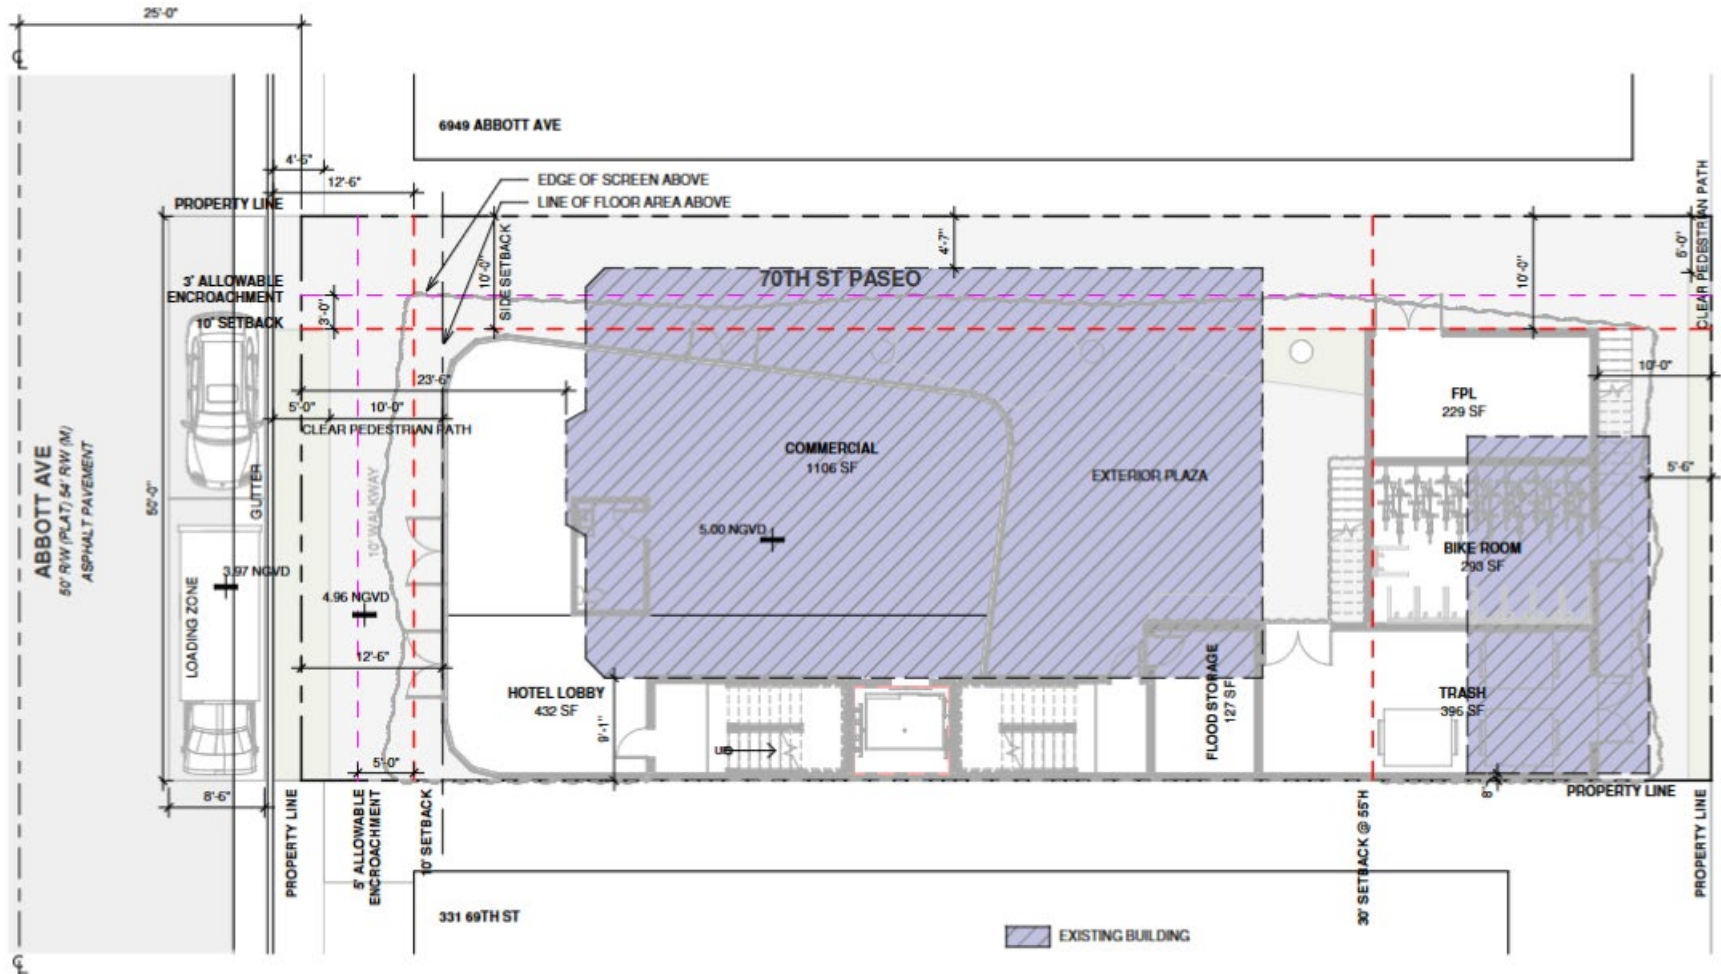 25'-0"
6949 ABBOTT AVE
4'-6"
12'-6"
EDGE OF SCREEN ABOVE
LINE OF FLOOR AREA ABOVE
PROPERTY LINE
CLEAR PEDESTRIAN PATH
5'-0"
10'-0"
SIDE SETBACK
4'-7"
10'-0"
3' ALLOWABLE
ENCROACHMENT
3'-0"
70TH ST PASEO
10' SETBACK
23'-6"
10'-0"
FPL
229 SF
5'-0"
10'-0"
CLEAR PEDESTRIAN PATH
COMMERCIAL
1106 SF
EXTERIOR PLAZA
5'-6"
ABBOTT AVE
50' R/W (PLAT) 54' R/W (M)
ASPHALT PAVEMENT
50'-0"
GUTTER
10' WALKWAY
5.00 NGVD
BIKE ROOM
293 SF
3.97 NGVD
LOADING ZONE
4.96 NGVD
12'-6"
HOTEL LOBBY
432 SF
9'-1"
UP
FLOOD STORAGE
127 SF
TRASH
396 SF
5'-0"
8'-6"
8"
PROPERTY LINE
PROPERTY LINE
5' ALLOWABLE
ENCROACHMENT
10' SETBACK
30' SETBACK @ 55'H
PROPERTY LINE
331 69TH ST
EXISTING BUILDING